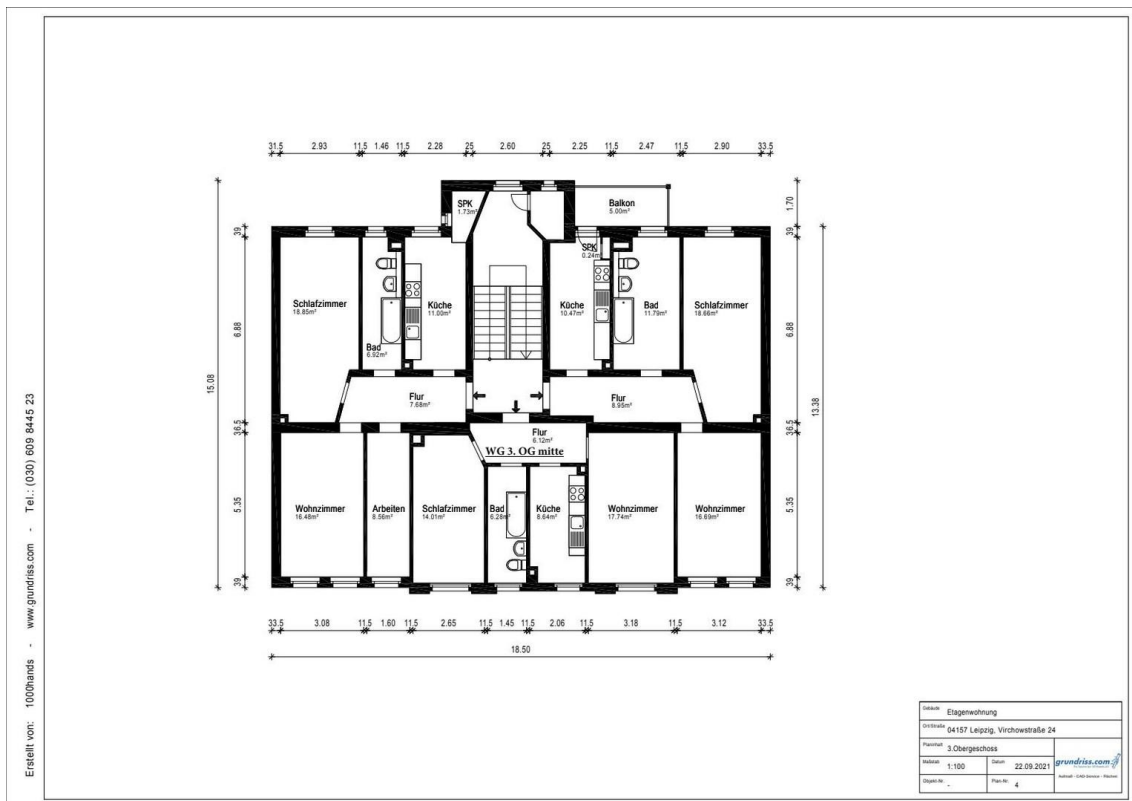 31.5 2.93 11.5 1.46 11.5 2.28 25 2.60 25 2.25 11.5 2.47 11.5 2.90 33.5
SPK
1.73m²
Balkon
5.00m²
1.70
39
39
SPK
0.24m
Schlafzimmer
18.85m²
Küche
11.00m²
Küche
10.47m²
Bad
11.79m²
Schlafzimmer
18.66m²
6.88
6.88
Bad
6.92m²
15.08
13.38
Flur
7.68m²
Flur
8.95m²
36.5
36.5
Flur
6.12m²
WG 3. OG mitte
Wohnzimmer
16.48m²
Arbeiten
8.56m²
Schlafzimmer
14.01m²
Bad
6.28m²
Küche
8.64m²
Wohnzimmer
17.74m²
Wohnzimmer
16.69m²
5.35
5.35
39
39
33.5 3.08 11.5 1.60 11.5 2.65 11.5 1.45 11.5 2.06 11.5 3.18 11.5 3.12 33.5
18.50
Erstellt von: 1000hands - www.grundriss.com - Tel.: (030) 609 8445 23
Gebäude Etagenwohnung
Ort/Straße 04157 Leipzig, Virchowstraße 24
Planinhalt 3.Obergeschoss
Maßstab 1:100 Datum 22.09.2021
grundriss.com
Objekt-Nr. - Plan-Nr. 4